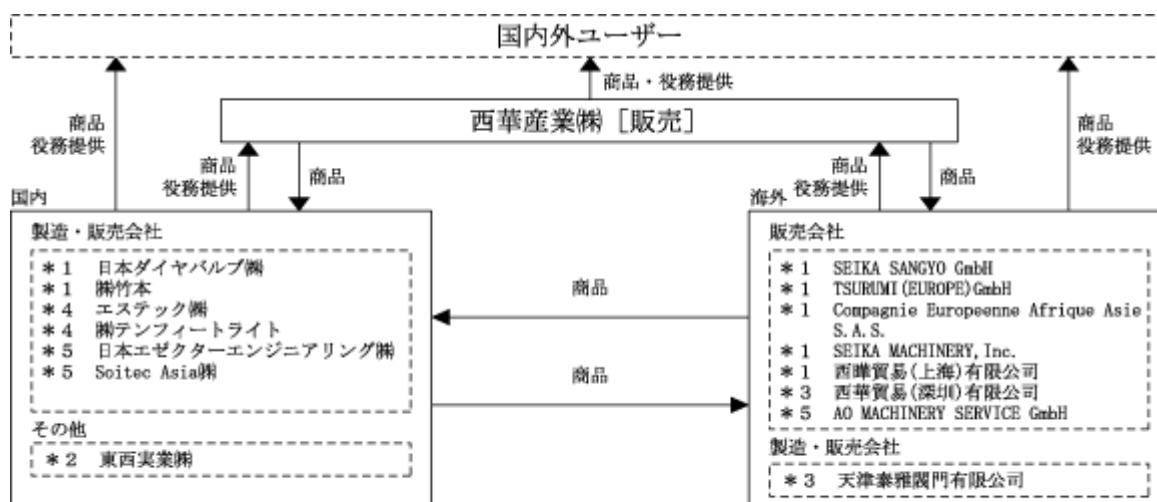 国内外ユーザー
商品・役務提供
西華産業㈱［販売］
商品
役務提供
商品
役務提供
商品
商品
役務提供
商品
商品
役務提供
国内
製造・販売会社
＊1 日本ダイヤバルブ㈱
＊1 ㈱竹本
＊4 エステック㈱
＊4 ㈱テンフィートライト
＊5 日本エゼクターエンジニアリング㈱
＊5 Soitec Asia㈱
その他
＊2 東西実業㈱
商品
商品
海外
販売会社
＊1 SEIKA SANGYO GmbH
＊1 TSURUMI(EUROPE)GmbH
＊1 Compagnie Europeenne Afrique Asie
S.A.S.
＊1 SEIKA MACHINERY,Inc.
＊1 西曄貿易(上海)有限公司
＊3 西華貿易(深圳)有限公司
＊5 AO MACHINERY SERVICE GmbH
製造・販売会社
＊3 天津泰雅閥門有限公司